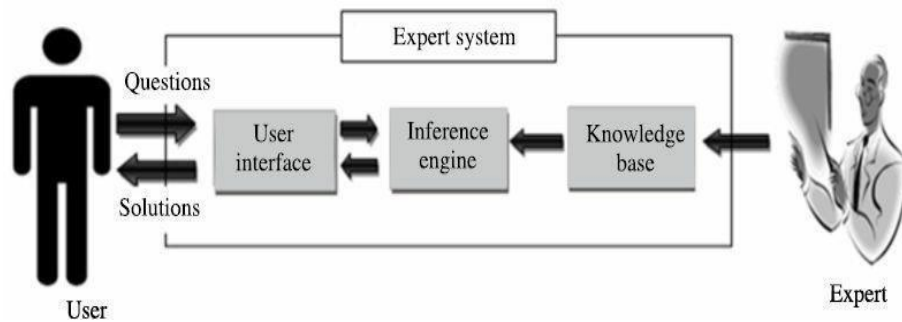 Expert system
Questions
User
interface
Inference
engine
Knowledge
base
Solutions
User
Expert